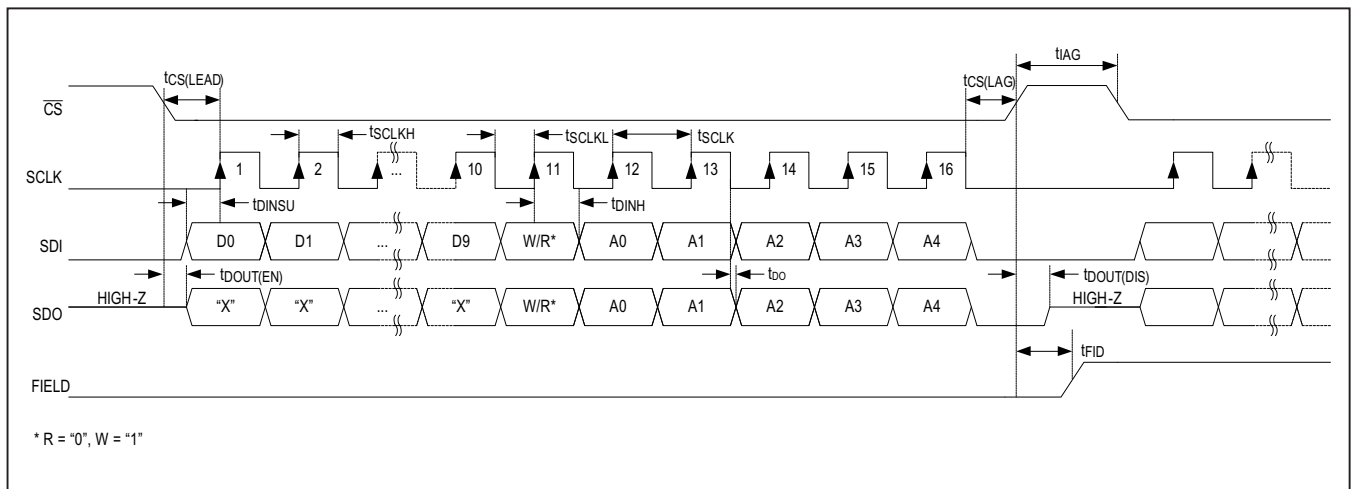 tCS(LEAD)
tCS(LAG)
tIAG
CS
tSCLKH
tSCLKL
tSCLK
SCLK
1 2 ... 10 11 12 13 14 15 16
tDINSU
tDINH
SDI
D0 D1 ... D9 W/R* A0 A1 A2 A3 A4
tDOUT(EN)
tDO
tDOUT(DIS)
HIGH-Z
HIGH-Z
SDO
"X" "X" ... "X" W/R* A0 A1 A2 A3 A4
tFID
FIELD
* R = "0", W = "1"